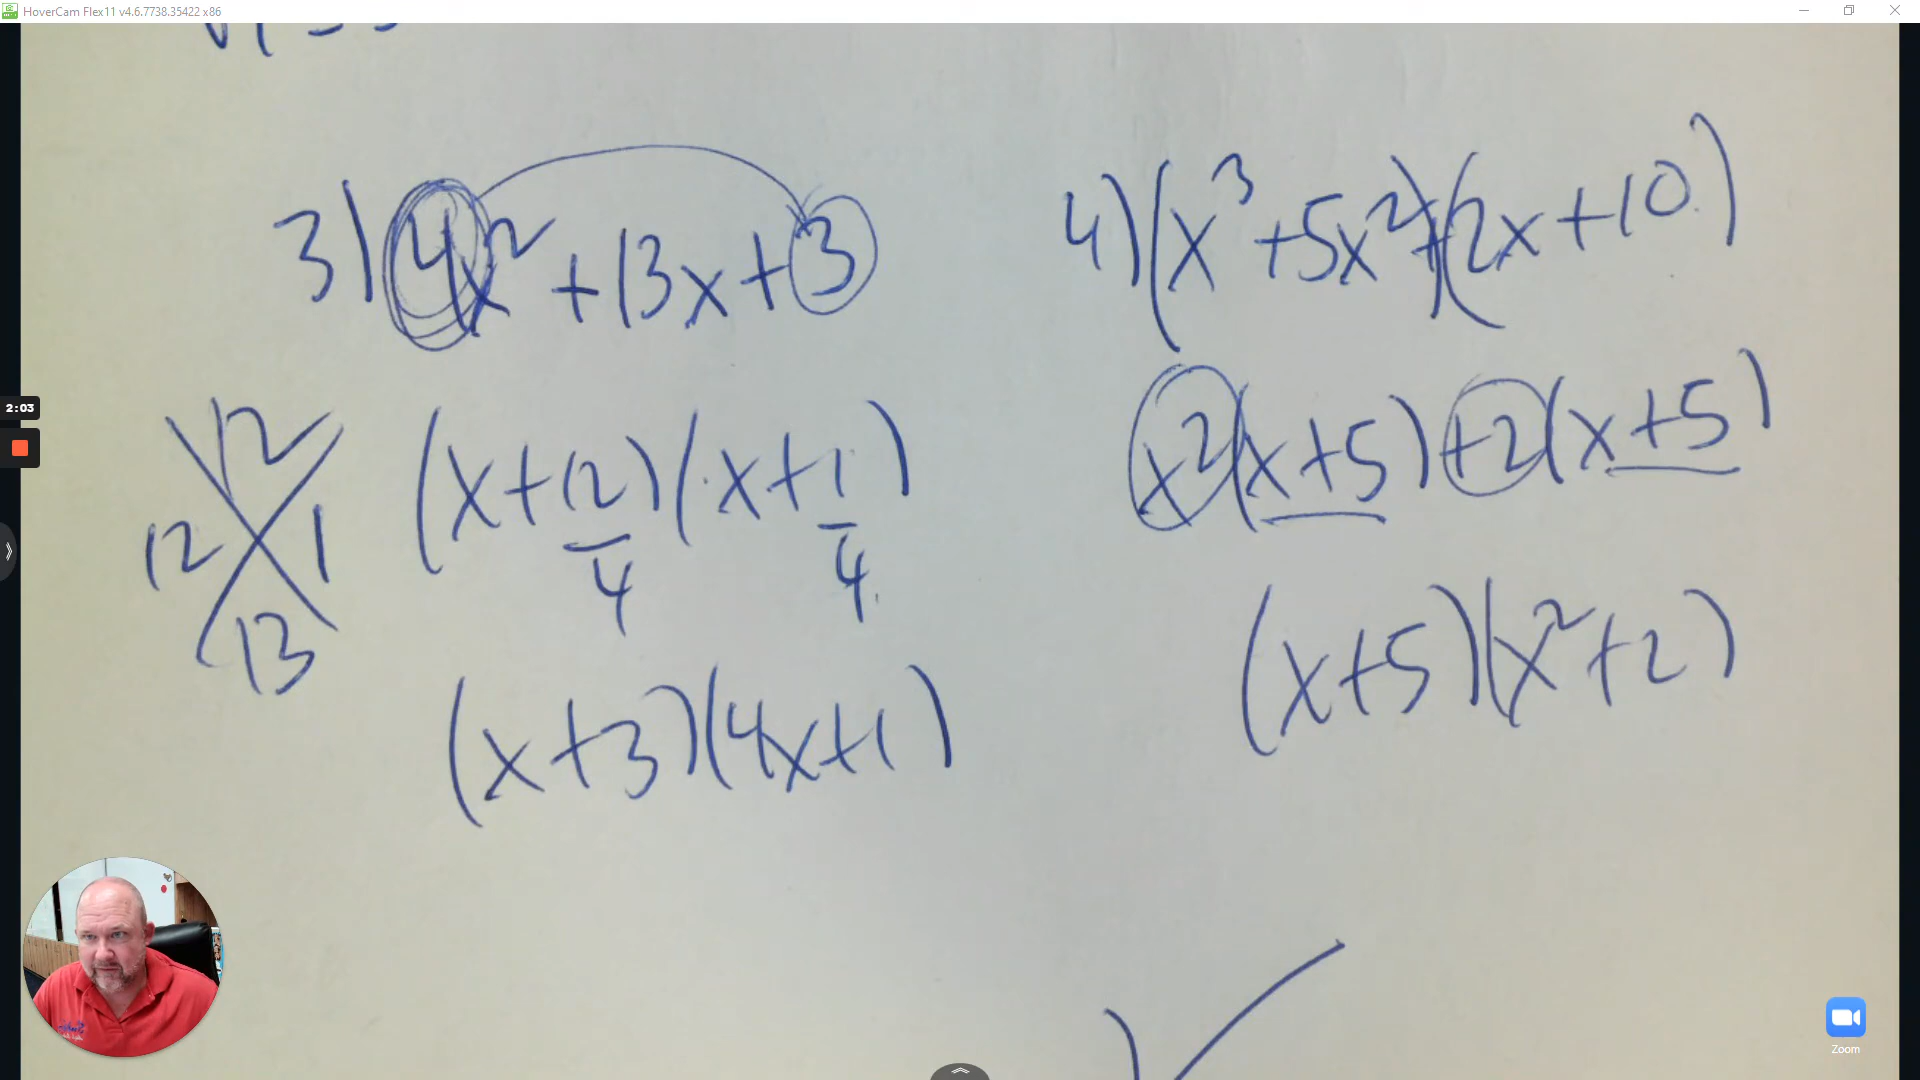 HoverCam Flex11 v4.6.7738.35422 x86
3) 4x² + 13x + 3
12
12 1
13
(x + 12/4)(x + 1/4)
(x + 3)(4x + 1)
4) (x³ + 5x²) + (2x + 10)
x²(x + 5) + 2(x + 5)
(x + 5)(x² + 2)
2:03
Zoom